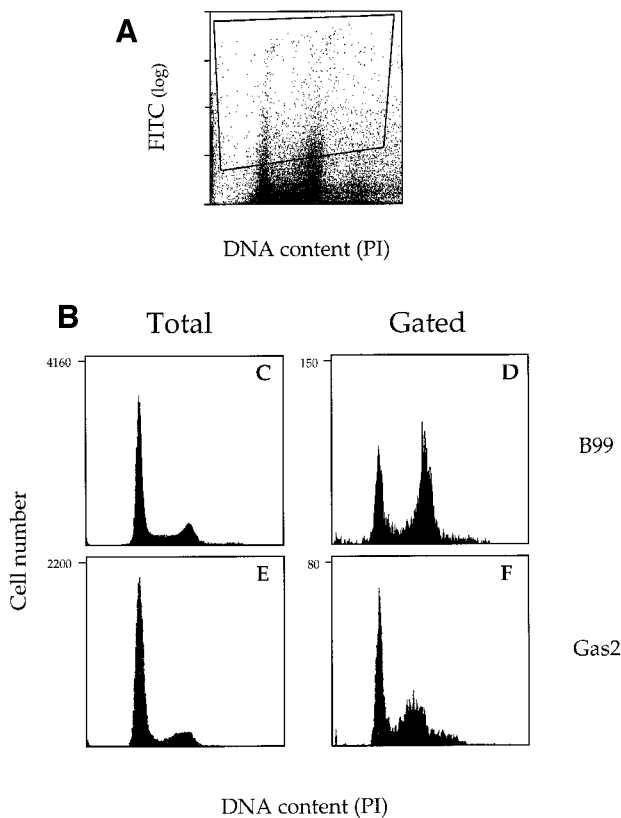 A
FITC (log)
DNA content (PI)
B
Total
Gated
4160
C
150
D
B99
Cell number
2200
E
80
F
Gas2
DNA content (PI)